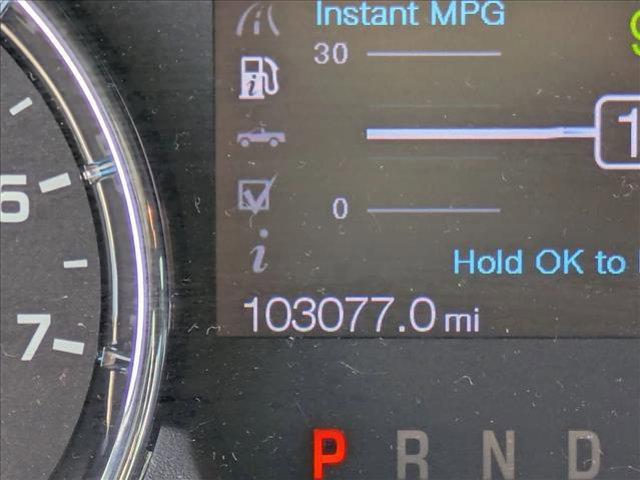 Instant MPG
30
6
0
Hold OK to
7
103077.0 mi
P R N D